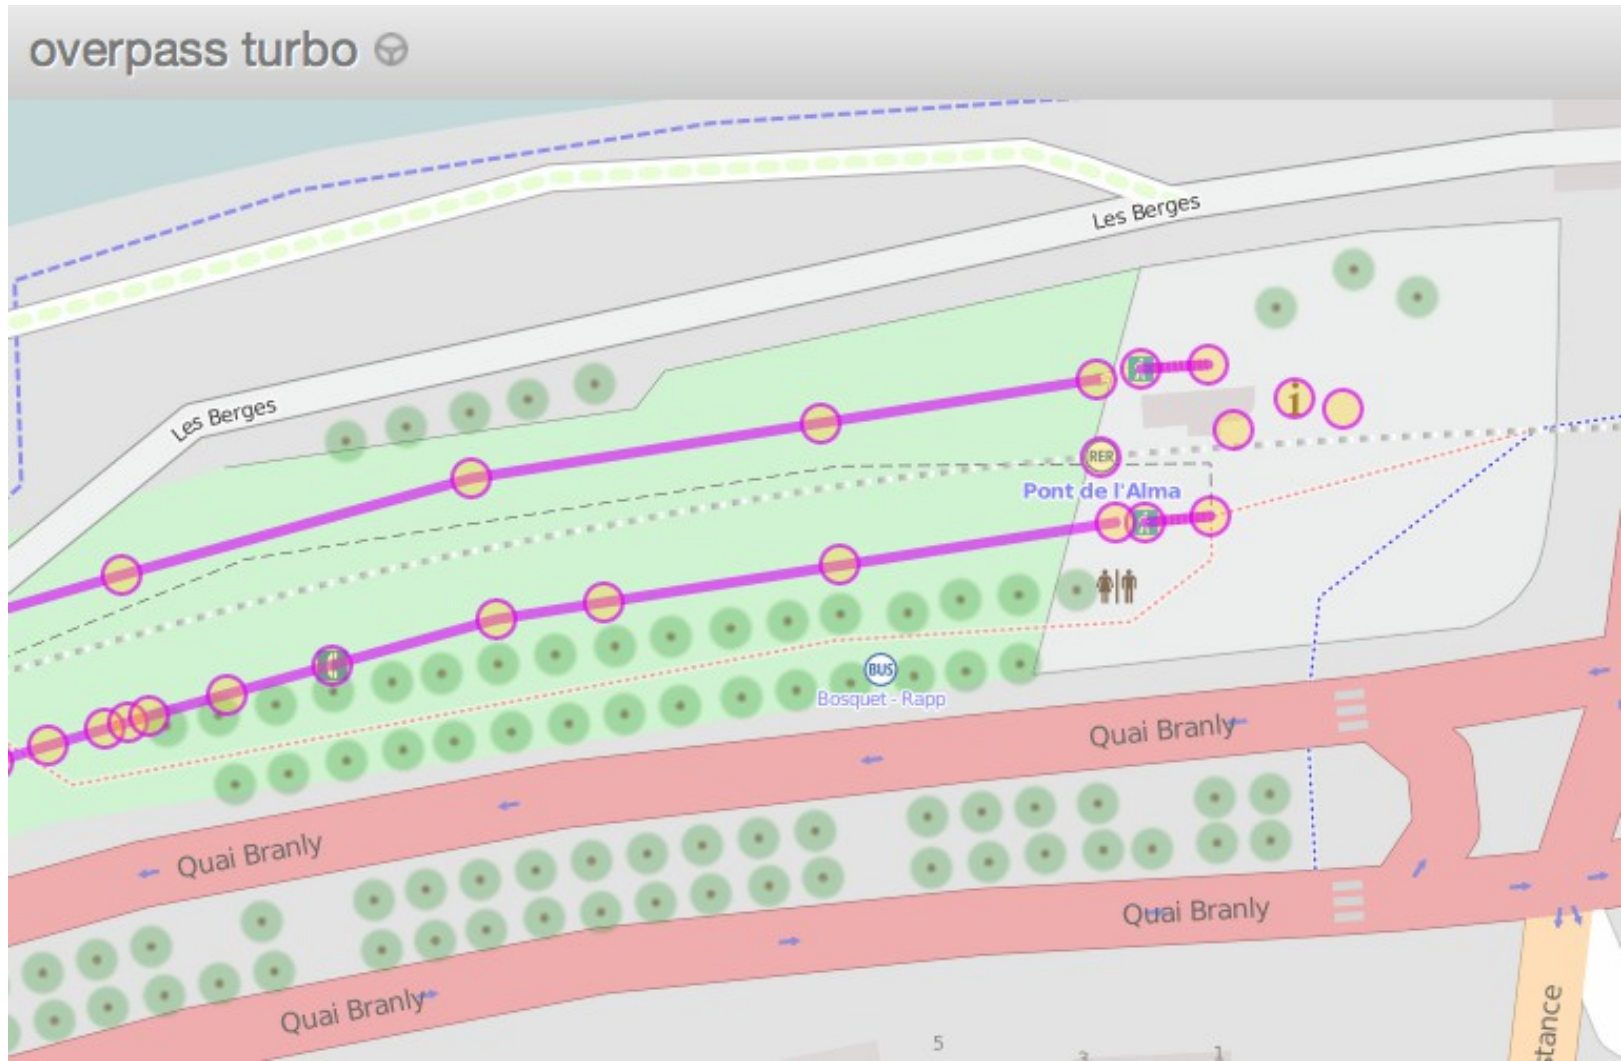 overpass turbo
Les Berges
Les Berges
RER
Pont de l'Alma
BUS
Bosquet - Rapp
Quai Branly
Quai Branly
Quai Branly
Quai Branly
i
5
3
1
tance